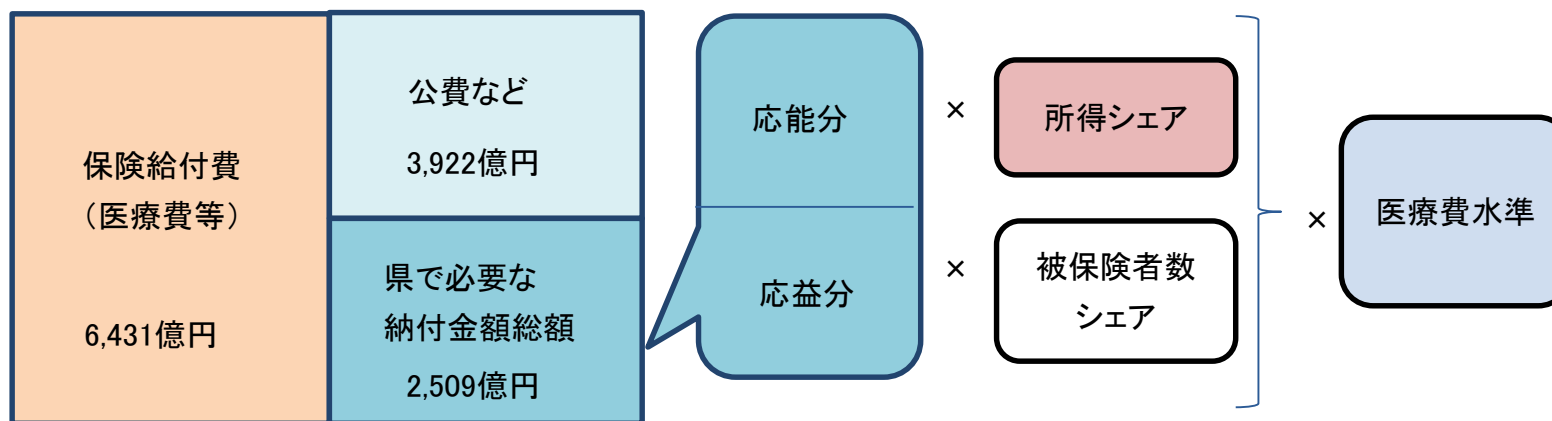 保険給付費
（医療費等）
6,431億円
公費など
3,922億円
県で必要な
納付金額総額
2,509億円
応能分
×
所得シェア
応益分
×
被保険者数
シェア
×
医療費水準